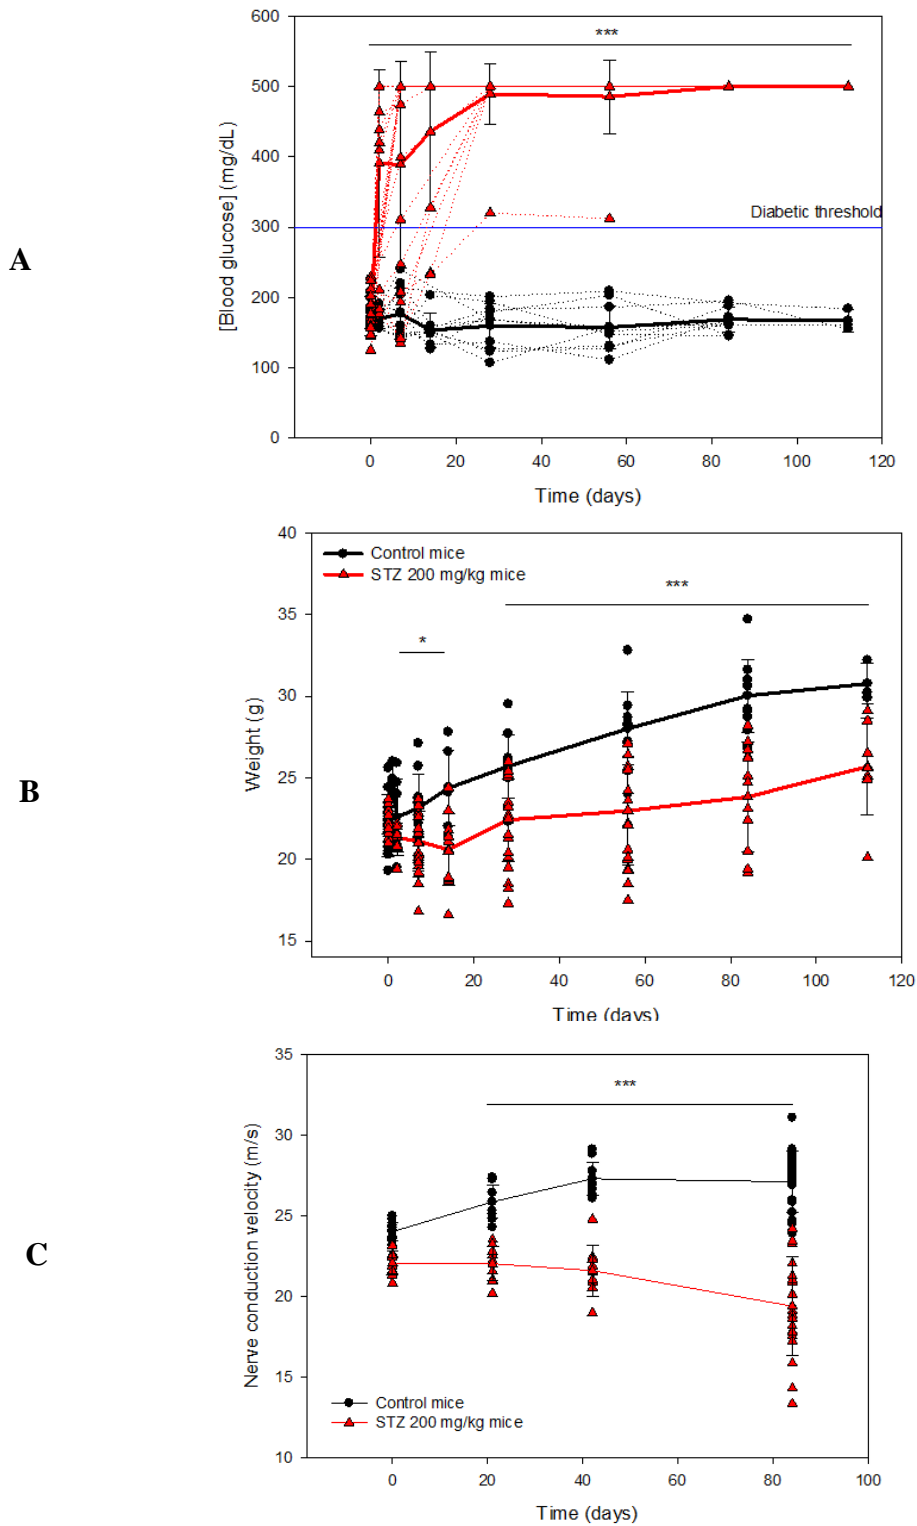 A
[Blood glucose] (mg/dL)
600
500
400
300
200
100
0
***
Diabetic threshold
0 20 40 60 80 100 120
Time (days)
B
Weight (g)
40
35
30
25
20
15
Control mice
STZ 200 mg/kg mice
*
***
0 20 40 60 80 100 120
Time (days)
C
Nerve conduction velocity (m/s)
35
30
25
20
15
10
***
Control mice
STZ 200 mg/kg mice
0 20 40 60 80 100
Time (days)